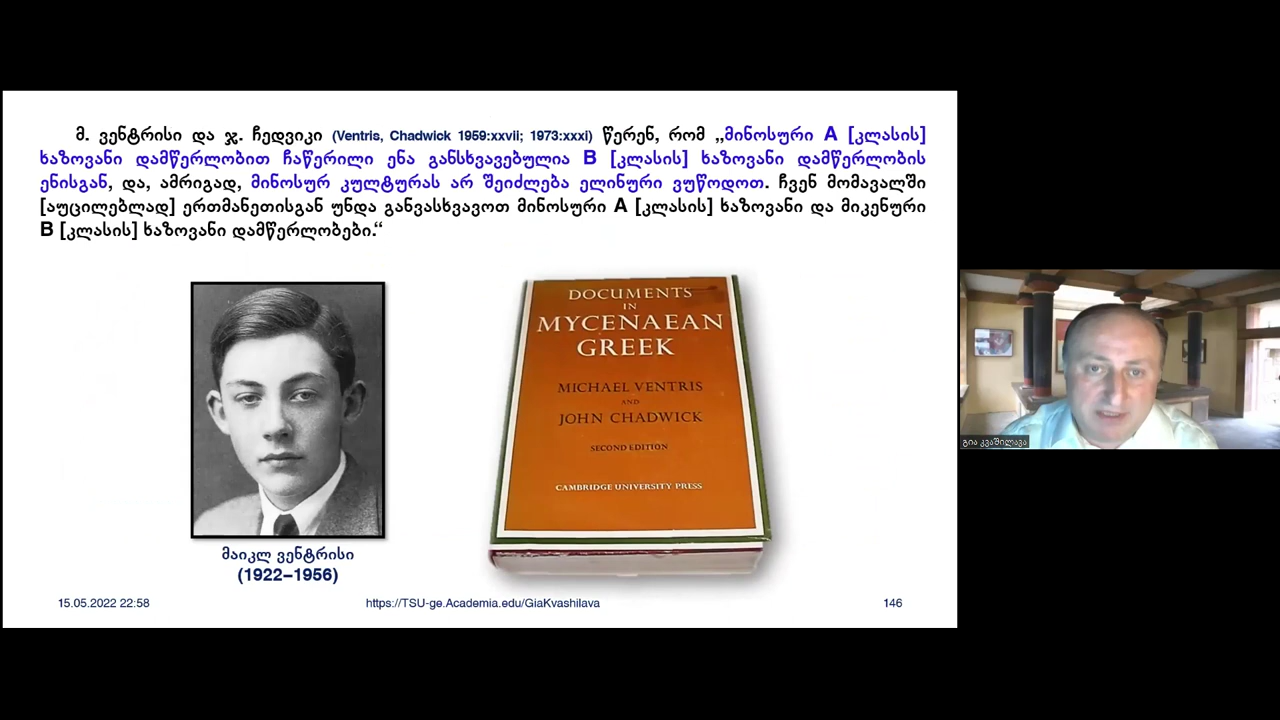 მ. ვენტრისი და ჯ. ჩედვიკი (Ventris, Chadwick 1959:xxvii; 1973:xxxi) წერენ, რომ „მინოსური A [კლასის]
ხაზოვანი დამწერლობით ჩაწერილი ენა განსხვავებულია B [კლასის] ხაზოვანი დამწერლობის
ენისგან, და, ამრიგად, მინოსურ კულტურას არ შეიძლება ელინური ვუწოდოთ. ჩვენ მომავალში
[აუცილებლად] ერთმანეთისგან უნდა განვასხვავოთ მინოსური A [კლასის] ხაზოვანი და მიკენური
B [კლასის] ხაზოვანი დამწერლობები.“
DOCUMENTS
IN
MYCENAEAN
GREEK
MICHAEL VENTRIS
AND
JOHN CHADWICK
SECOND EDITION
CAMBRIDGE UNIVERSITY PRESS
მაიკლ ვენტრისი
(1922–1956)
15.05.2022 22:58
https://TSU-ge.Academia.edu/GiaKvashilava
146
გია კვაშილავა